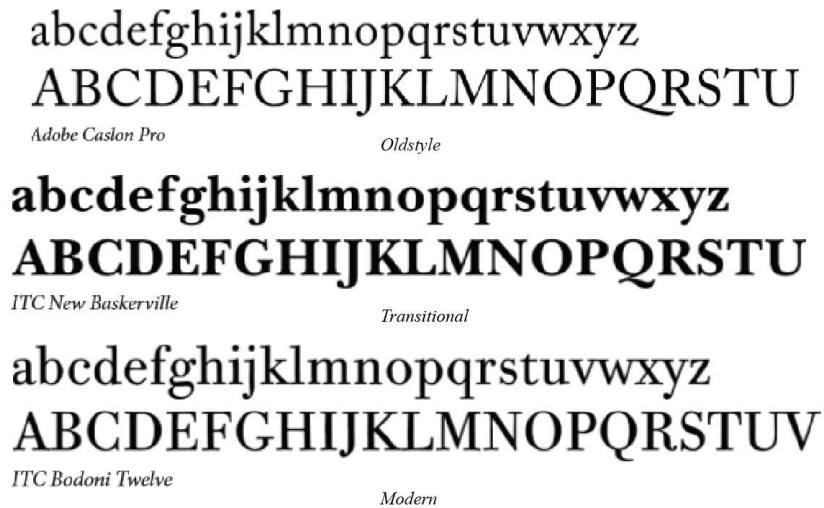 abcdefghijklmnopqrstuvwxyz
ABCDEFGHIJKLMNOPQRSTU
Adobe Caslon Pro
Oldstyle
abcdefghijklmnopqrstuvwxyz
ABCDEFGHIJKLMNOPQRSTU
ITC New Baskerville
Transitional
abcdefghijklmnopqrstuvwxyz
ABCDEFGHIJKLMNOPQRSTUV
ITC Bodoni Twelve
Modern